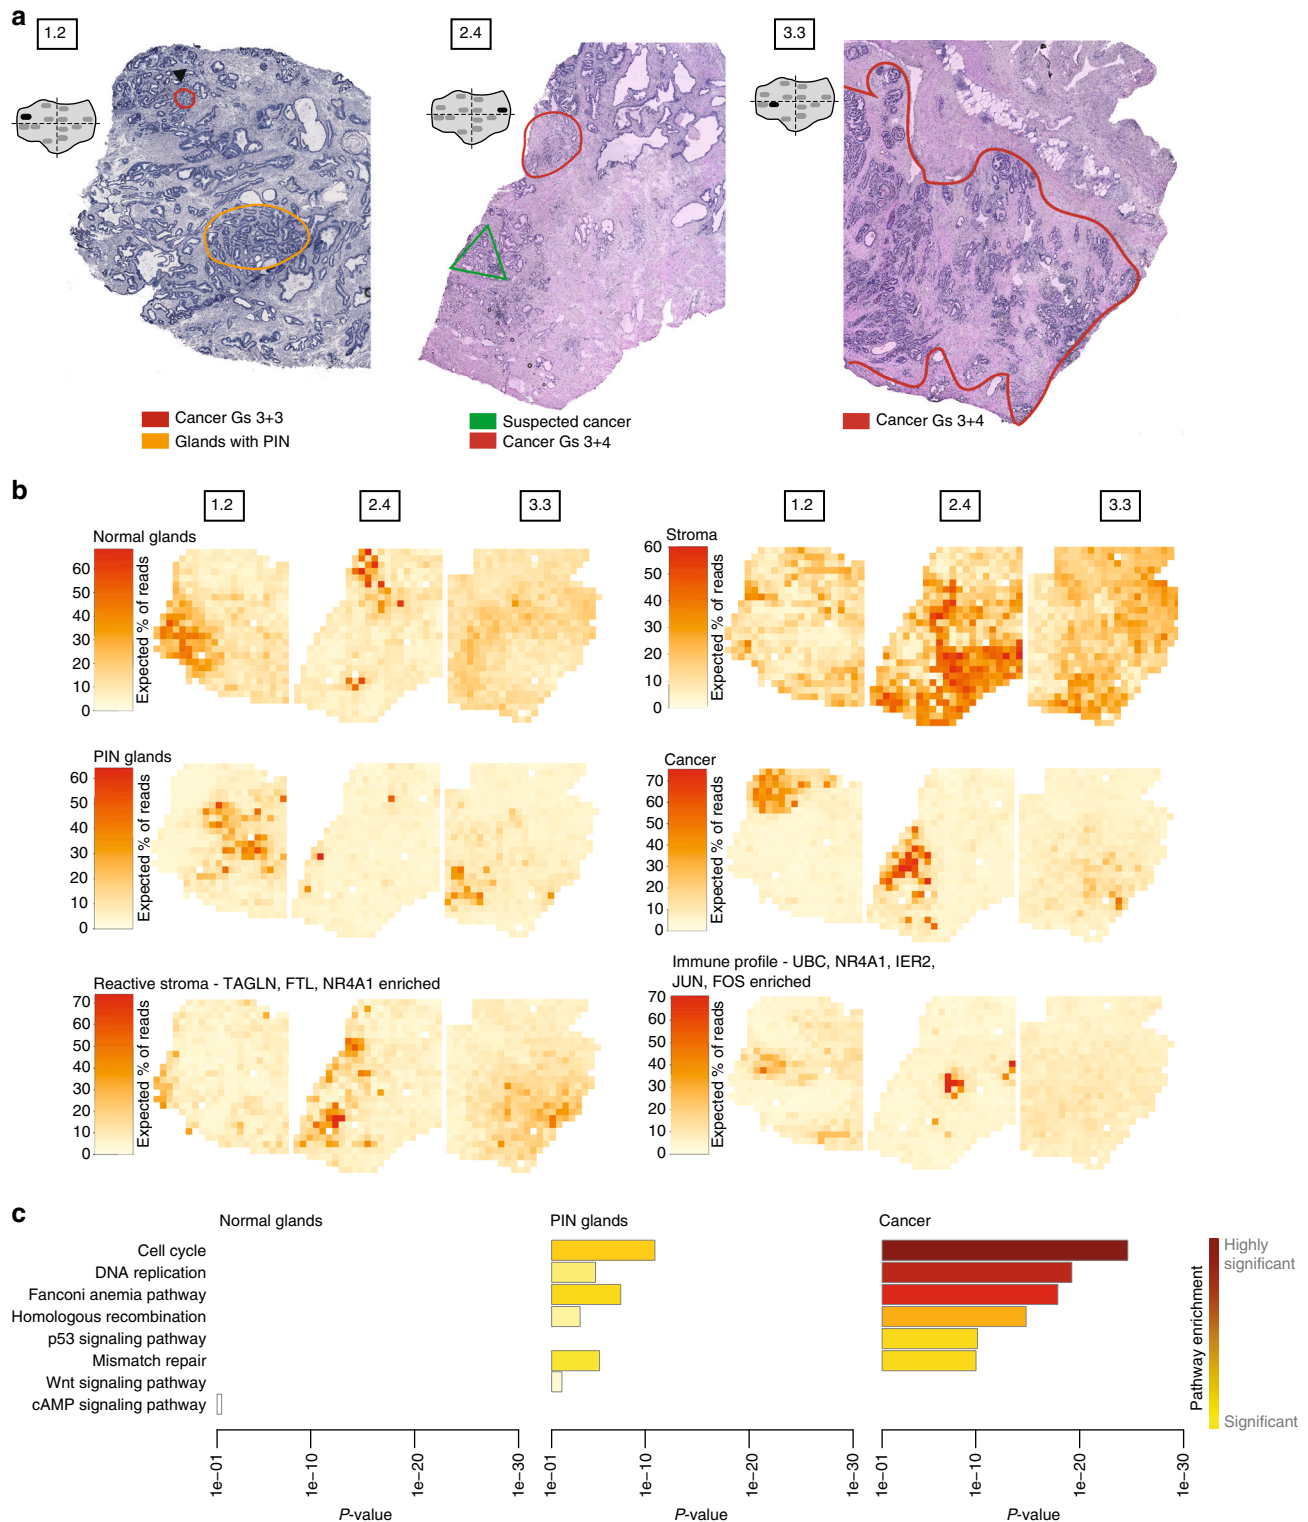 a
1.2
2.4
3.3
Cancer Gs 3+3
Glands with PIN
Suspected cancer
Cancer Gs 3+4
Cancer Gs 3+4
b
1.2
2.4
3.3
1.2
2.4
3.3
Normal glands
60
50
40
30
20
10
0
Expected % of reads
Stroma
60
50
40
30
20
10
0
Expected % of reads
PIN glands
60
50
40
30
20
10
0
Expected % of reads
Cancer
70
60
50
40
30
20
10
0
Expected % of reads
Reactive stroma - TAGLN, FTL, NR4A1 enriched
70
60
50
40
30
20
10
0
Expected % of reads
Immune profile - UBC, NR4A1, IER2,
JUN, FOS enriched
70
60
50
40
30
20
10
0
Expected % of reads
c
Normal glands
PIN glands
Cancer
Cell cycle
DNA replication
Fanconi anemia pathway
Homologous recombination
p53 signaling pathway
Mismatch repair
Wnt signaling pathway
cAMP signaling pathway
1e−01
1e−10
1e−20
1e−30
P-value
1e−01
1e−10
1e−20
1e−30
P-value
1e−01
1e−10
1e−20
1e−30
P-value
Pathway enrichment
Highly
significant
Significant